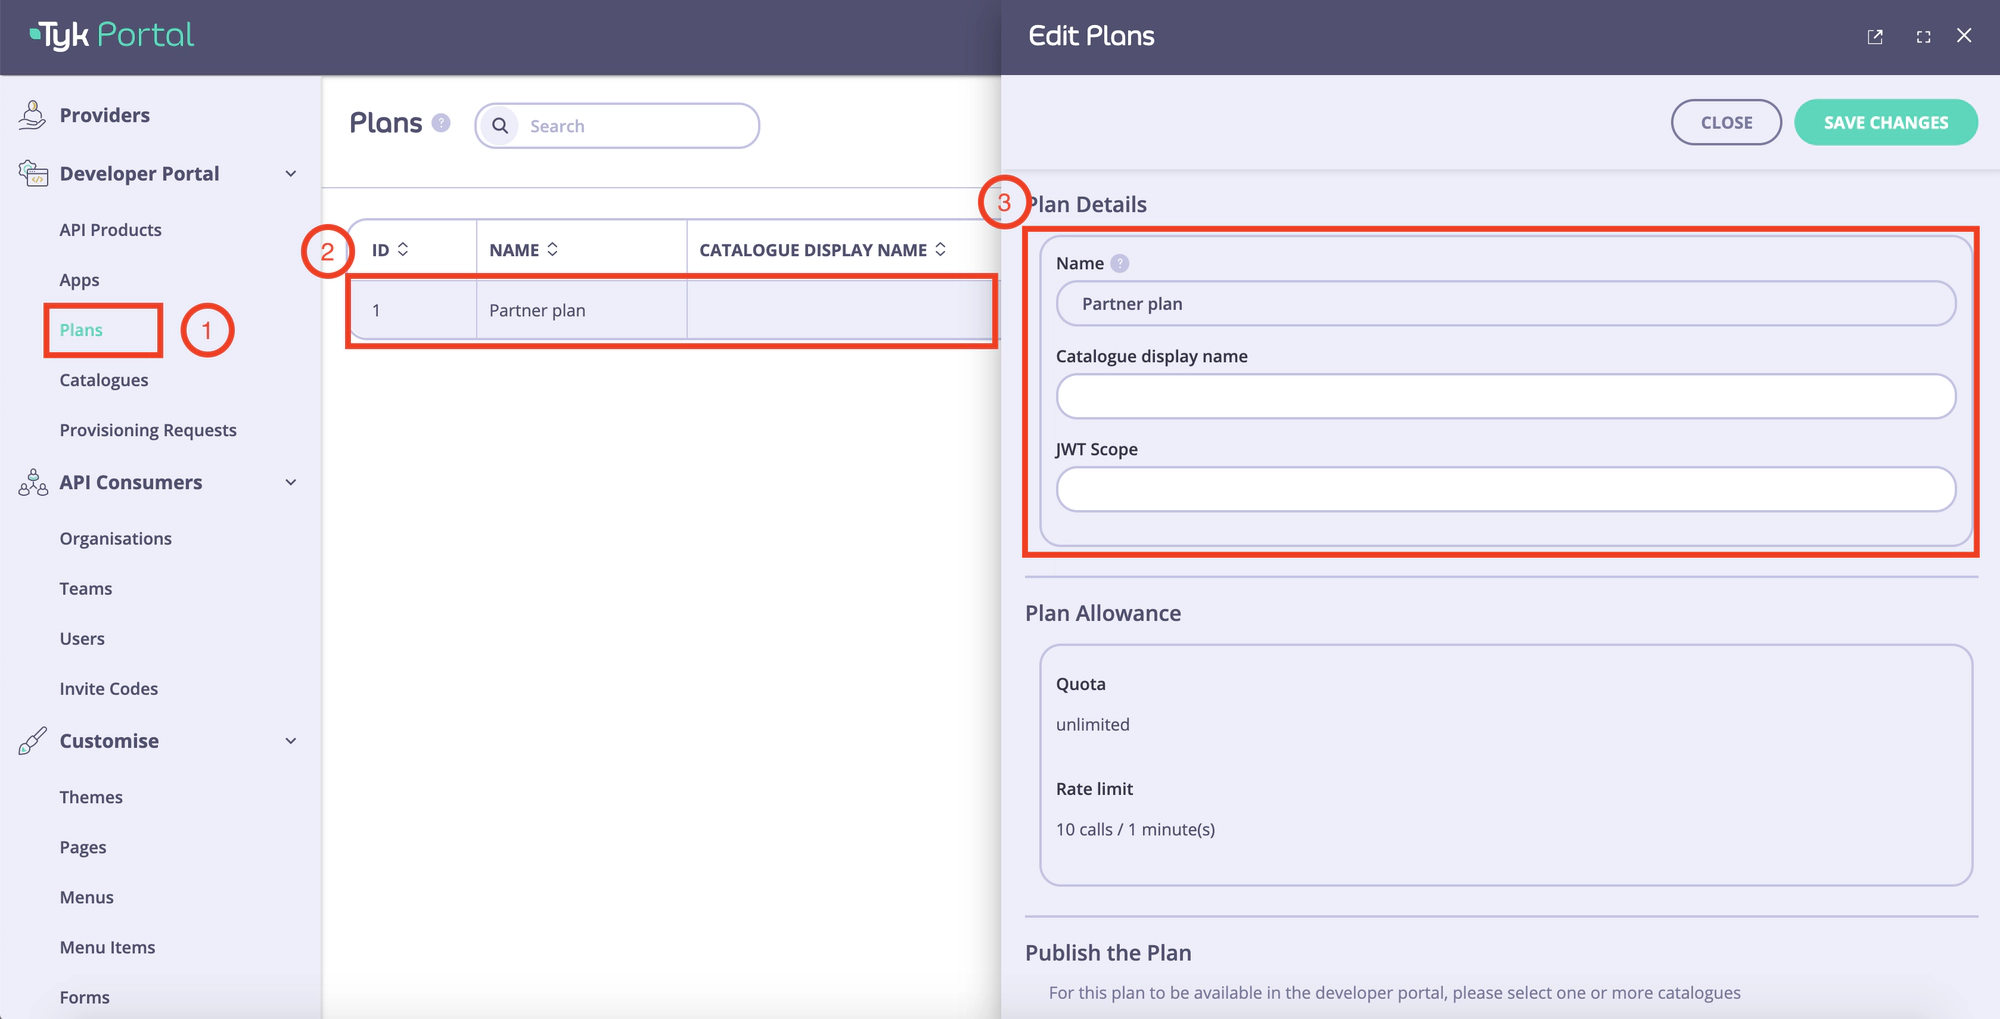 Tyk Portal
Providers
Developer Portal
API Products
Apps
Plans
1
Catalogues
Provisioning Requests
API Consumers
Organisations
Teams
Users
Invite Codes
Customise
Themes
Pages
Menus
Menu Items
Forms
Plans ?
Search
2
ID NAME CATALOGUE DISPLAY NAME
1 Partner plan
Edit Plans
CLOSE SAVE CHANGES
3
Plan Details
Name ?
Partner plan
Catalogue display name
JWT Scope
Plan Allowance
Quota
unlimited
Rate limit
10 calls / 1 minute(s)
Publish the Plan
For this plan to be available in the developer portal, please select one or more catalogues